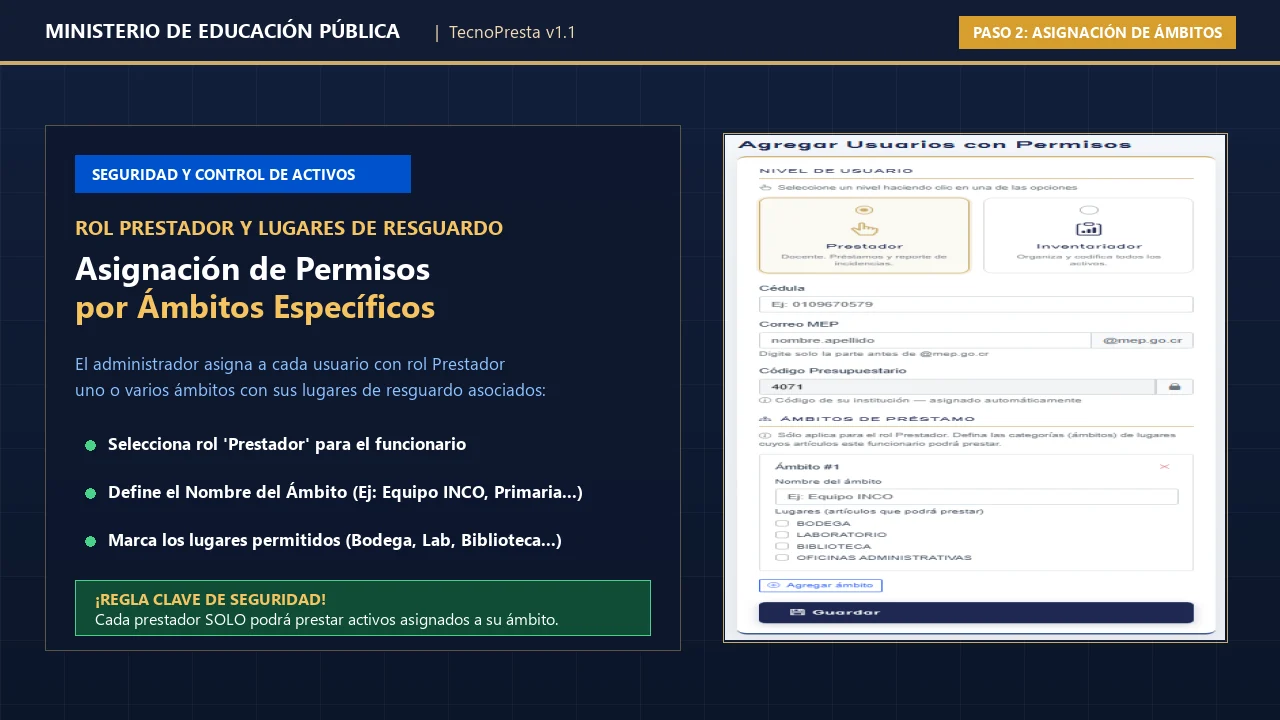 MINISTERIO DE EDUCACIÓN PÚBLICA | TecnoPresta v1.1
PASO 2: ASIGNACIÓN DE ÁMBITOS
SEGURIDAD Y CONTROL DE ACTIVOS
ROL PRESTADOR Y LUGARES DE RESGUARDO
Asignación de Permisos
por Ámbitos Específicos
El administrador asigna a cada usuario con rol Prestador
uno o varios ámbitos con sus lugares de resguardo asociados:
Selecciona rol 'Prestador' para el funcionario
Define el Nombre del Ámbito (Ej: Equipo INCO, Primaria...)
Marca los lugares permitidos (Bodega, Lab, Biblioteca...)
¡REGLA CLAVE DE SEGURIDAD!
Cada prestador SOLO podrá prestar activos asignados a su ámbito.
Agregar Usuarios con Permisos
NIVEL DE USUARIO
Seleccione un nivel haciendo clic en una de las opciones
Prestador
Docente. Préstamos y reporte de
incidencias.
Inventariador
Organiza y codifica todos los
activos.
Cédula
Ej: 0109670579
Correo MEP
nombre.apellido
@mep.go.cr
Digite solo la parte antes de @mep.go.cr
Código Presupuestario
4071
Código de su institución — asignado automáticamente
ÁMBITOS DE PRÉSTAMO
Sólo aplica para el rol Prestador. Defina las categorías (ámbitos) de lugares
cuyos artículos este funcionario podrá prestar.
Ámbito #1
Nombre del ámbito
Ej: Equipo INCO
Lugares (artículos que podrá prestar)
BODEGA
LABORATORIO
BIBLIOTECA
OFICINAS ADMINISTRATIVAS
Agregar ámbito
Guardar